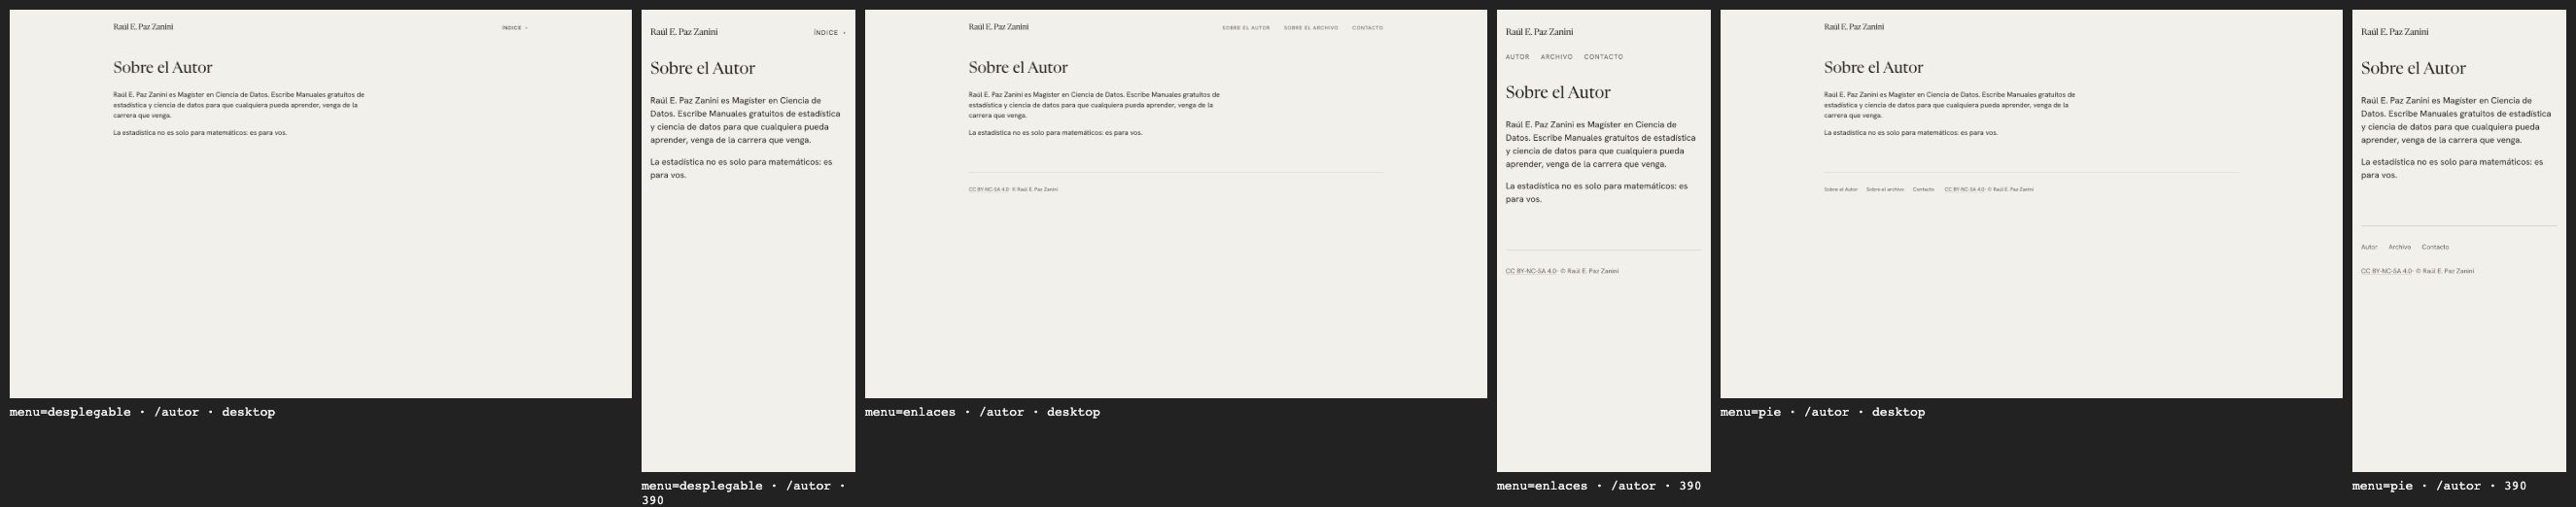 Raúl E. Paz Zanini
ÍNDICE
Sobre el Autor
Raúl E. Paz Zanini es Magíster en Ciencia de Datos. Escribe Manuales gratuitos de
estadística y ciencia de datos para que cualquiera pueda aprender, venga de la
carrera que venga.
La estadística no es solo para matemáticos: es para vos.
menu=desplegable · /autor · desktop
Raúl E. Paz Zanini
ÍNDICE
Sobre el Autor
Raúl E. Paz Zanini es Magíster en Ciencia de
Datos. Escribe Manuales gratuitos de estadística
y ciencia de datos para que cualquiera pueda
aprender, venga de la carrera que venga.
La estadística no es solo para matemáticos: es
para vos.
menu=desplegable · /autor ·
390
Raúl E. Paz Zanini
SOBRE EL AUTOR SOBRE EL ARCHIVO CONTACTO
Sobre el Autor
Raúl E. Paz Zanini es Magíster en Ciencia de Datos. Escribe Manuales gratuitos de
estadística y ciencia de datos para que cualquiera pueda aprender, venga de la
carrera que venga.
La estadística no es solo para matemáticos: es para vos.
CC BY-NC-SA 4.0 · © Raúl E. Paz Zanini
menu=enlaces · /autor · desktop
Raúl E. Paz Zanini
AUTOR ARCHIVO CONTACTO
Sobre el Autor
Raúl E. Paz Zanini es Magíster en Ciencia de
Datos. Escribe Manuales gratuitos de estadística
y ciencia de datos para que cualquiera pueda
aprender, venga de la carrera que venga.
La estadística no es solo para matemáticos: es
para vos.
CC BY-NC-SA 4.0 · © Raúl E. Paz Zanini
menu=enlaces · /autor · 390
Raúl E. Paz Zanini
Sobre el Autor
Raúl E. Paz Zanini es Magíster en Ciencia de Datos. Escribe Manuales gratuitos de
estadística y ciencia de datos para que cualquiera pueda aprender, venga de la
carrera que venga.
La estadística no es solo para matemáticos: es para vos.
Sobre el Autor Sobre el archivo Contacto CC BY-NC-SA 4.0 · © Raúl E. Paz Zanini
menu=pie · /autor · desktop
Raúl E. Paz Zanini
Sobre el Autor
Raúl E. Paz Zanini es Magíster en Ciencia de
Datos. Escribe Manuales gratuitos de estadística
y ciencia de datos para que cualquiera pueda
aprender, venga de la carrera que venga.
La estadística no es solo para matemáticos: es
para vos.
Autor Archivo Contacto
CC BY-NC-SA 4.0 · © Raúl E. Paz Zanini
menu=pie · /autor · 390